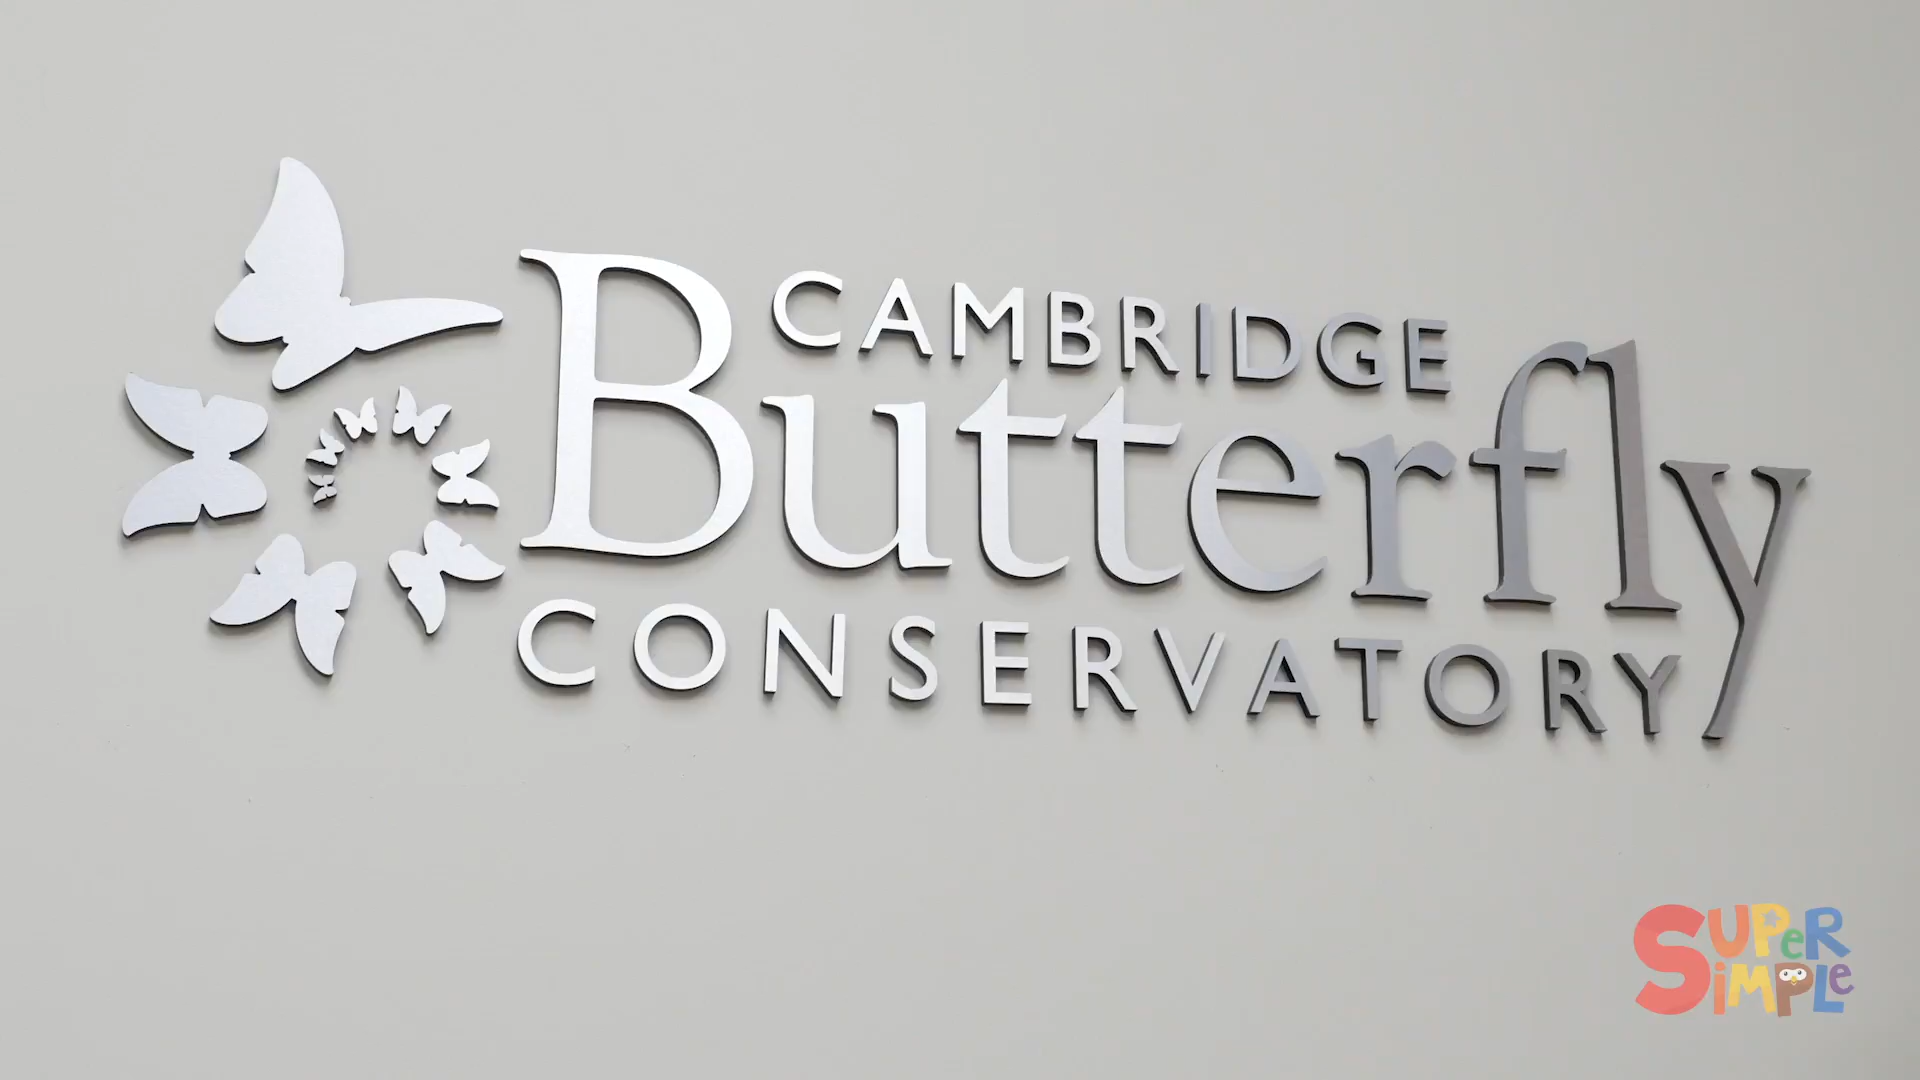 CAMBRIDGE
Butterfly
CONSERVATORY
SUPeR
SiMPLe